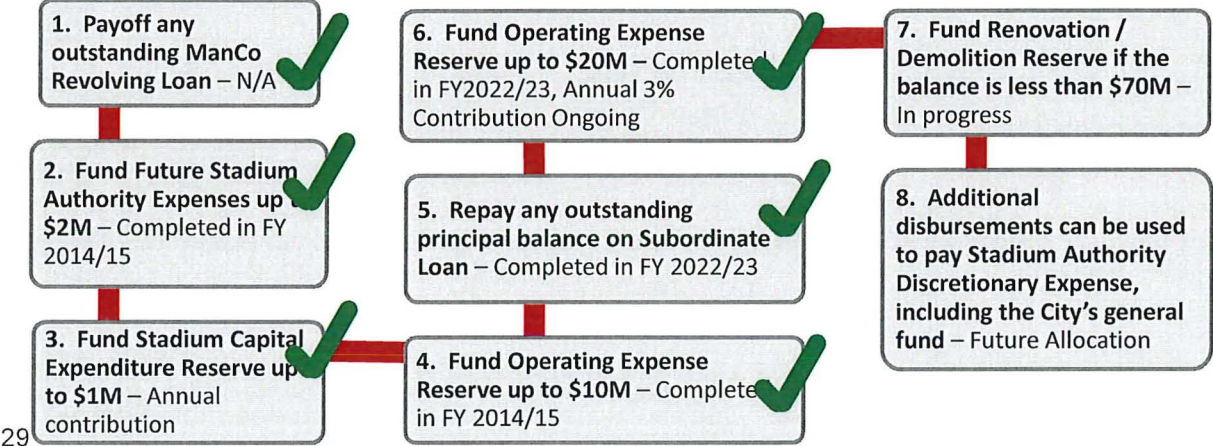 1. Payoff any
outstanding ManCo
Revolving Loan – N/A
2. Fund Future Stadium
Authority Expenses up
$2M – Completed in FY
2014/15
3. Fund Stadium Capital
Expenditure Reserve up
to $1M – Annual
contribution
4. Fund Operating Expense
Reserve up to $10M – Complete
in FY 2014/15
5. Repay any outstanding
principal balance on Subordinate
Loan – Completed in FY 2022/23
6. Fund Operating Expense
Reserve up to $20M – Completed
in FY2022/23, Annual 3%
Contribution Ongoing
7. Fund Renovation /
Demolition Reserve if the
balance is less than $70M –
In progress
8. Additional
disbursements can be used
to pay Stadium Authority
Discretionary Expense,
including the City's general
fund – Future Allocation
29